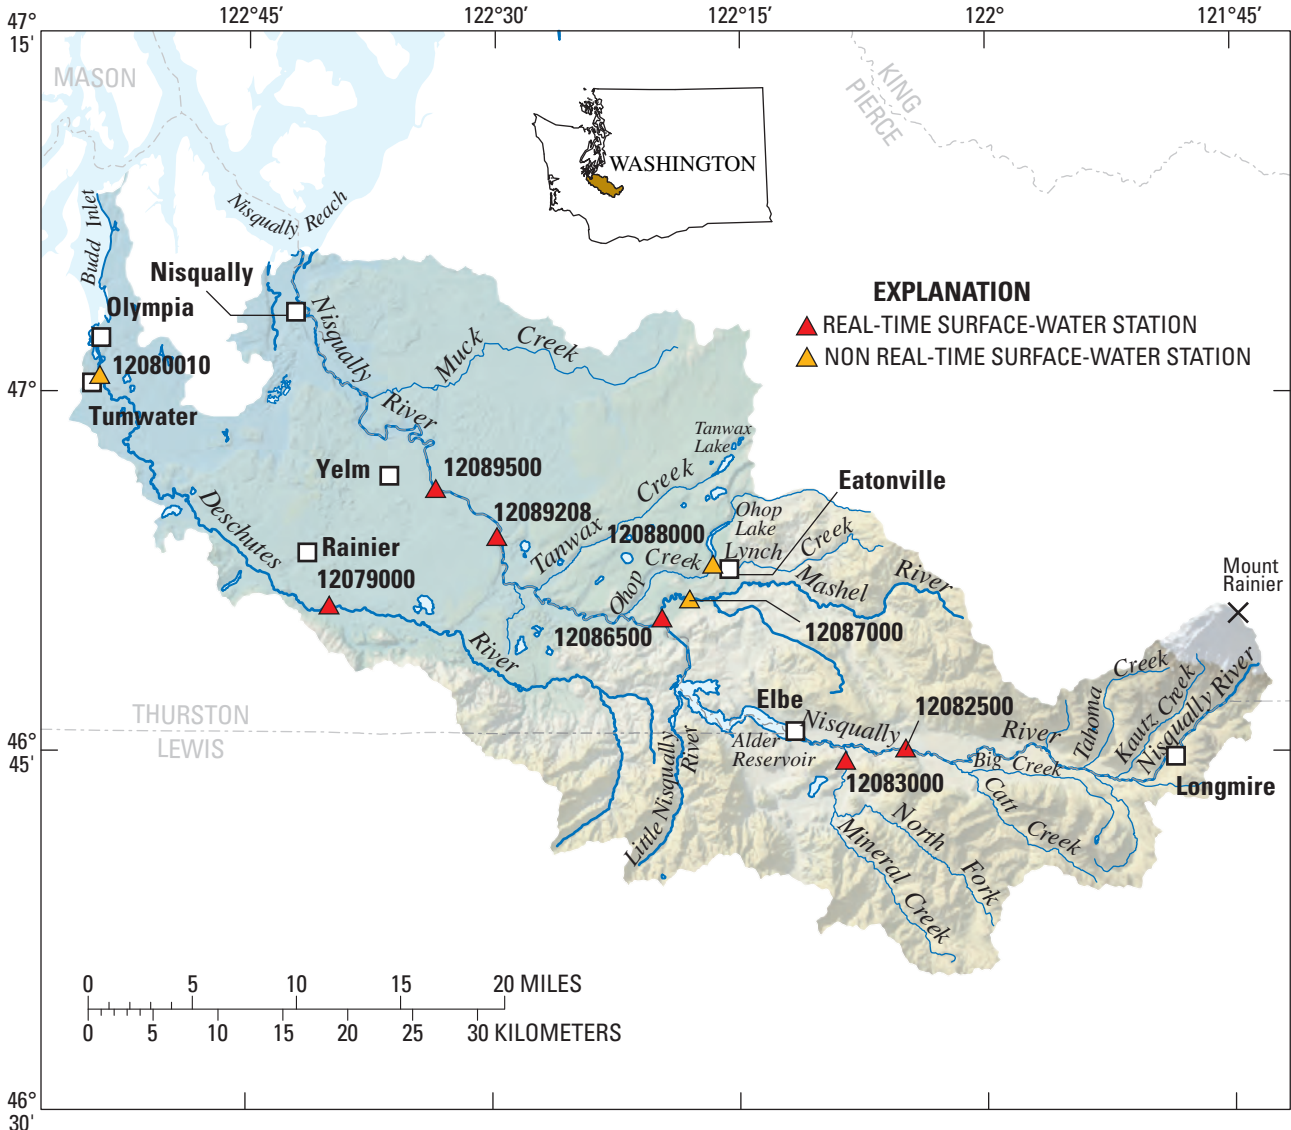 122°45'
122°30'
122°15'
122°
121°45'
47°
15'
MASON
KING
PIERCE
WASHINGTON
Nisqually Reach
Budd Inlet
Nisqually
EXPLANATION
REAL-TIME SURFACE-WATER STATION
NON REAL-TIME SURFACE-WATER STATION
Olympia
12080010
Tumwater
47°
Nisqually
River
Muck
Creek
Tanwax
Lake
Yelm
12089500
Creek
Tanwax
Eatonville
12089208
12088000
Ohop
Lake
Lynch
Creek
Deschutes
River
Rainier
12079000
Ohop
Creek
Mashel
River
Mount
Rainier
12086500
12087000
THURSTON
LEWIS
Elbe
Nisqually
River
12082500
Tahoma
Creek
Kautz Creek
Nisqually River
46°
45'
Alder
Reservoir
Little Nisqually
River
Big Creek
12083000
Longmire
Catt
Creek
North
Fork
Mineral Creek
0 5 10 15 20 MILES
0 5 10 15 20 25 30 KILOMETERS
46°
30'